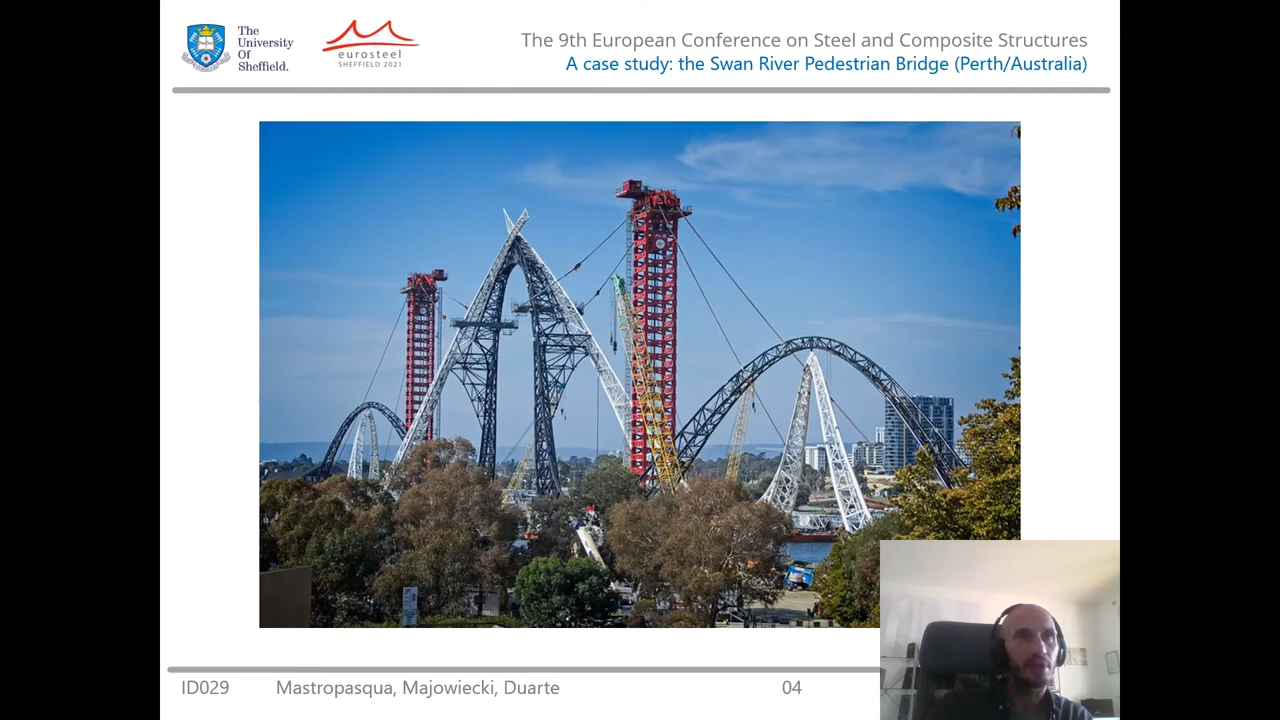 The
University
Of
Sheffield.
eurosteel
SHEFFIELD 2021
The 9th European Conference on Steel and Composite Structures
A case study: the Swan River Pedestrian Bridge (Perth/Australia)
ID029 Mastropasqua, Majowiecki, Duarte 04